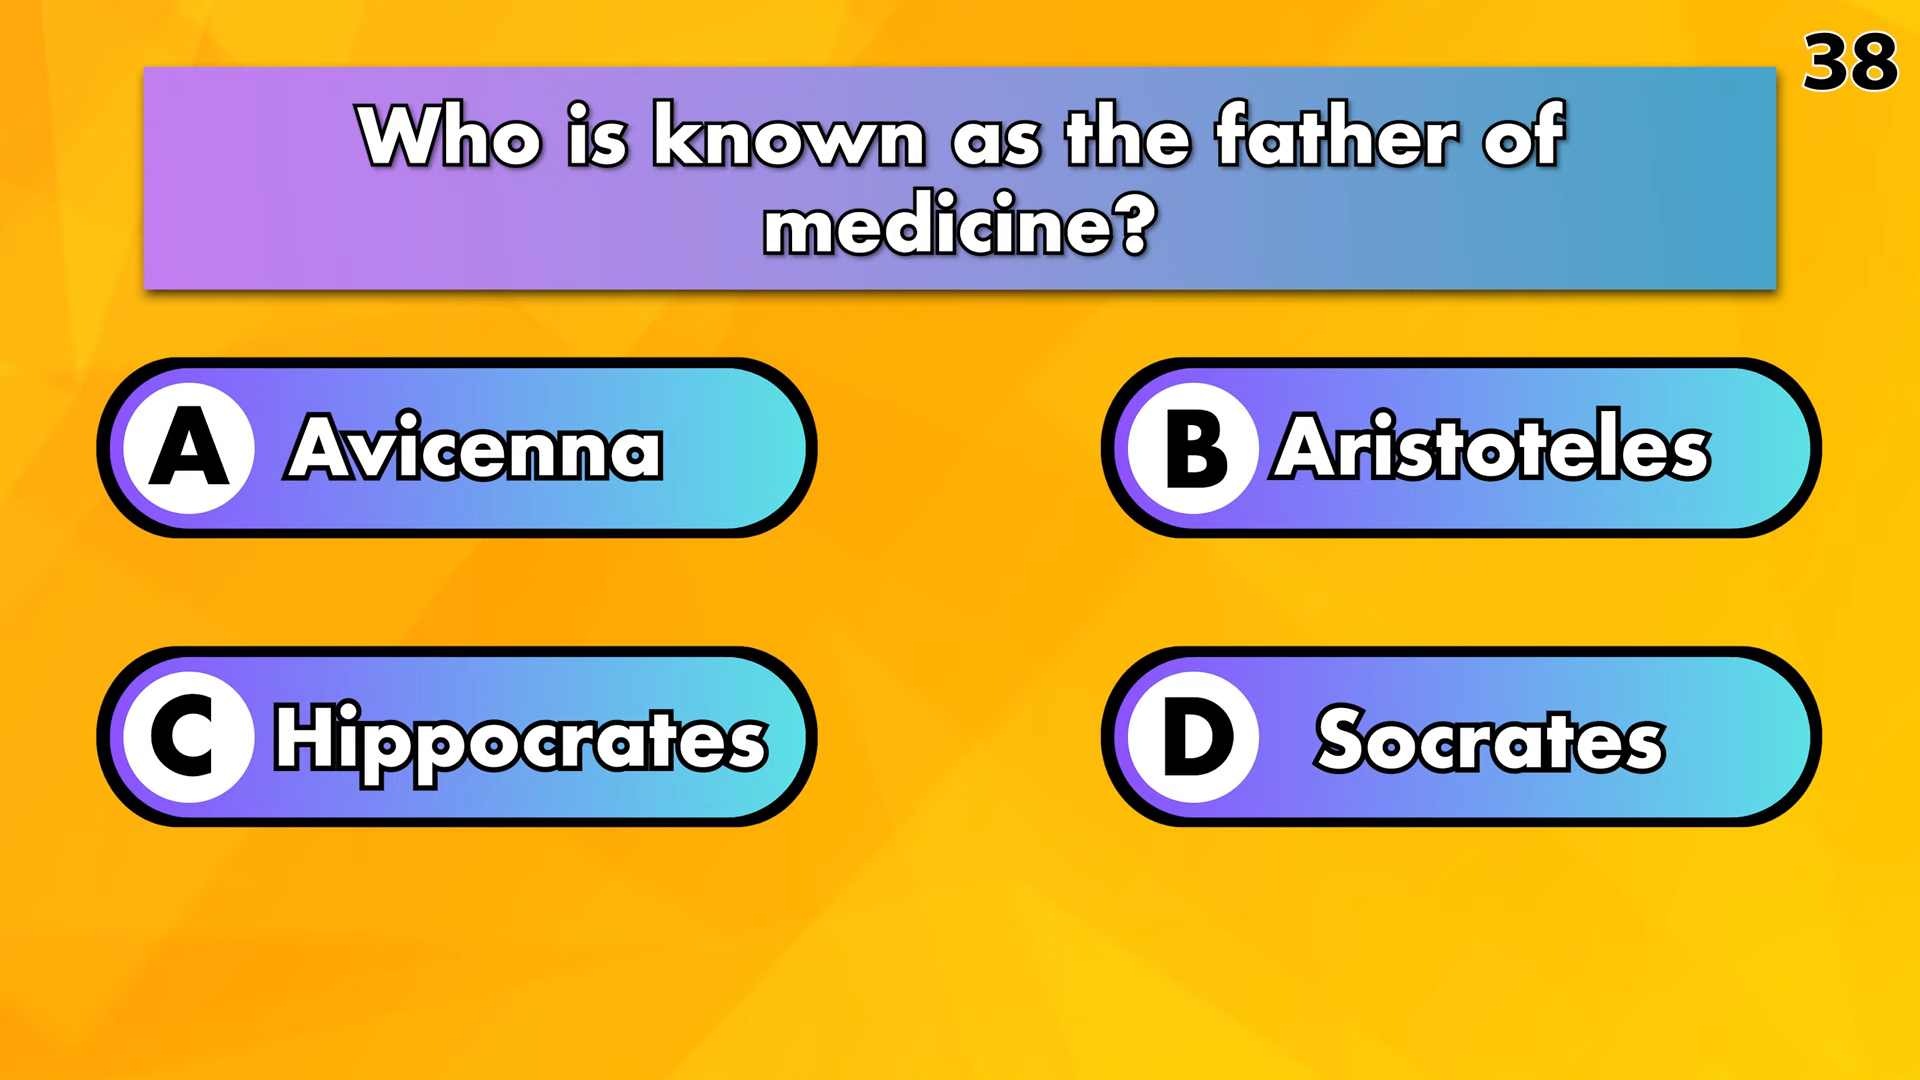 38
Who is known as the father of
medicine?
A Avicenna
B Aristoteles
C Hippocrates
D Socrates